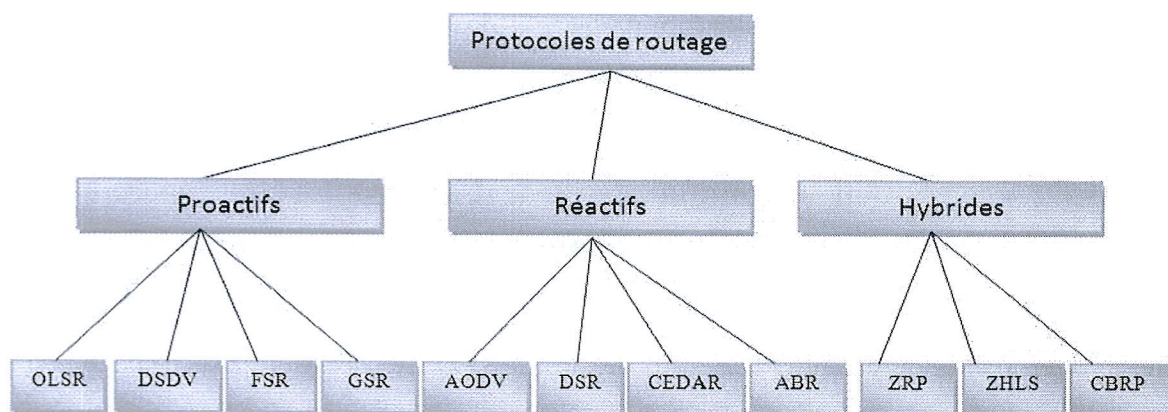 Protocoles de routage
Proactifs
Réactifs
Hybrides
OLSR
DSDV
FSR
GSR
AODV
DSR
CEDAR
ABR
ZRP
ZHLS
CBRP